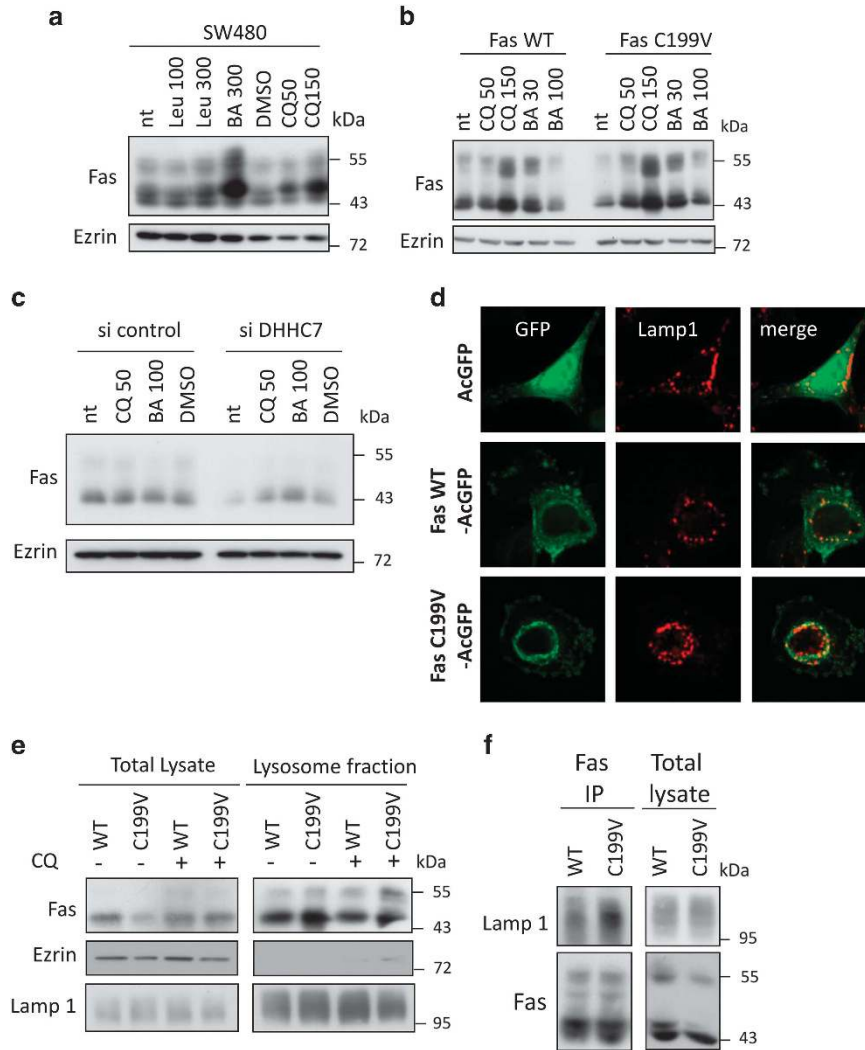 a
SW480
nt
Leu 100
Leu 300
BA 300
DMSO
CQ50
CQ150
kDa
Fas
55
43
Ezrin
72
b
Fas WT
Fas C199V
nt
CQ 50
CQ 150
BA 30
BA 100
nt
CQ 50
CQ 150
BA 30
BA 100
kDa
Fas
55
43
Ezrin
72
c
si control
si DHHC7
nt
CQ 50
BA 100
DMSO
nt
CQ 50
BA 100
DMSO
kDa
Fas
55
43
Ezrin
72
d
GFP
Lamp1
merge
AcGFP
Fas WT
-AcGFP
Fas C199V
-AcGFP
e
Total Lysate
Lysosome fraction
WT
C199V
WT
C199V
WT
C199V
WT
C199V
CQ - - + + - - + + kDa
Fas
55
43
Ezrin
72
Lamp 1
95
f
Fas
IP
Total
lysate
WT
C199V
WT
C199V
kDa
Lamp 1
95
Fas
55
43